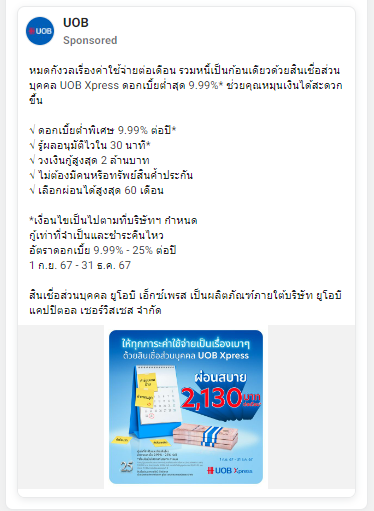 UOB
UOB
Sponsored
หมดกังวลเรื่องค่าใช้จ่ายต่อเดือน รวมหนี้เป็นก้อนเดียวด้วยสินเชื่อส่วน
บุคคล UOB Xpress ดอกเบี้ยต่ำสุด 9.99%* ช่วยคุณหมุนเงินได้สะดวก
ขึ้น
√ ดอกเบี้ยต่ำพิเศษ 9.99% ต่อปี*
√ รู้ผลอนุมัติไวใน 30 นาที*
√ วงเงินกู้สูงสุด 2 ล้านบาท
√ ไม่ต้องมีคนหรือทรัพย์สินค้ำประกัน
√ เลือกผ่อนได้สูงสุด 60 เดือน
*เงื่อนไขเป็นไปตามที่บริษัทฯ กำหนด
กู้เท่าที่จำเป็นและชำระคืนไหว
อัตราดอกเบี้ย 9.99% - 25% ต่อปี
1 ก.ย. 67 - 31 ธ.ค. 67
สินเชื่อส่วนบุคคล ยูโอบี เอ็กซ์เพรส เป็นผลิตภัณฑ์ภายใต้บริษัท ยูโอบี
แคปปิตอล เซอร์วิสเซส จำกัด
ให้ทุกภาระค่าใช้จ่ายเป็นเรื่องเบาๆ
ด้วยสินเชื่อส่วนบุคคล UOB Xpress
ผ่อนสบาย
2,130
25
UOB Xpress